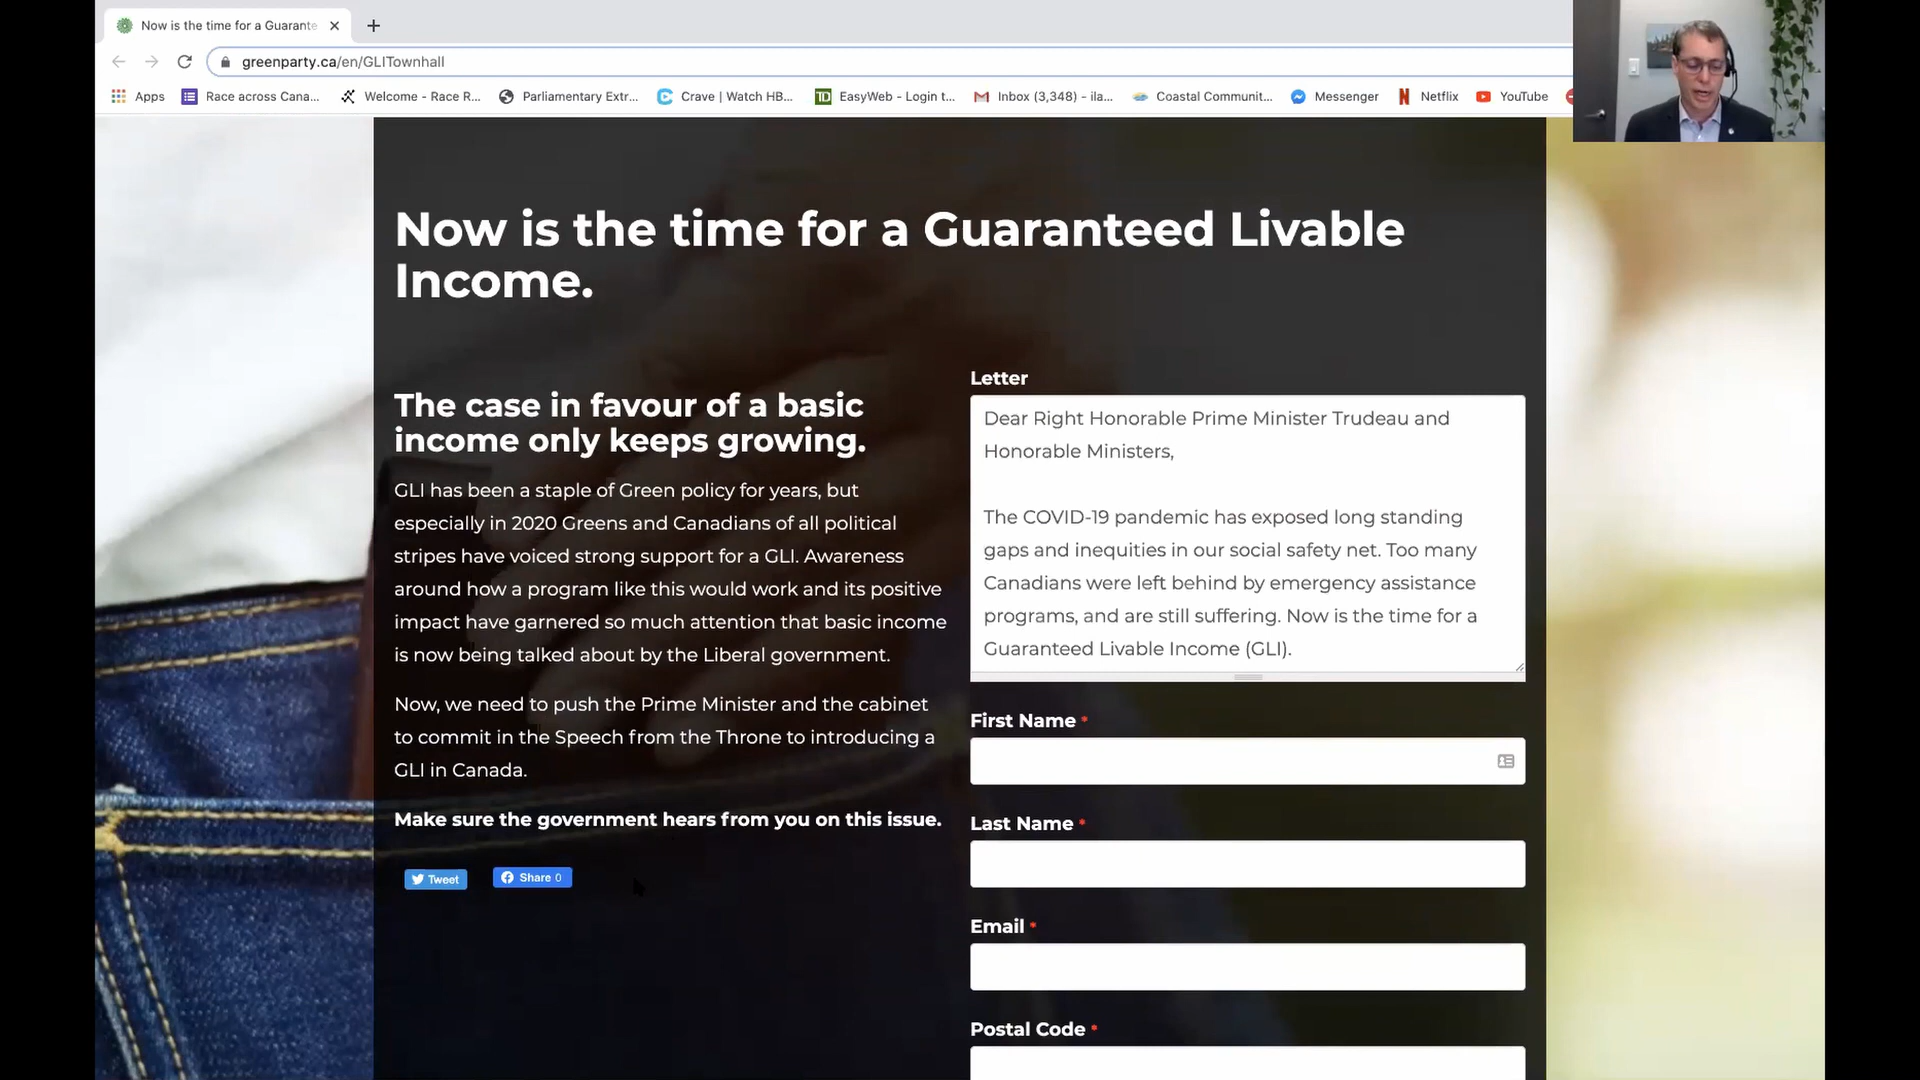 Now is the time for a Guarante
greenparty.ca/en/GLITownhall
Apps
Race across Cana...
Welcome - Race R...
Parliamentary Extr...
Crave | Watch HB...
TD
EasyWeb - Login t...
Inbox (3,348) - ila...
Coastal Communit...
Messenger
Netflix
YouTube
Now is the time for a Guaranteed Livable
Income.
The case in favour of a basic
income only keeps growing.
GLI has been a staple of Green policy for years, but
especially in 2020 Greens and Canadians of all political
stripes have voiced strong support for a GLI. Awareness
around how a program like this would work and its positive
impact have garnered so much attention that basic income
is now being talked about by the Liberal government.
Now, we need to push the Prime Minister and the cabinet
to commit in the Speech from the Throne to introducing a
GLI in Canada.
Make sure the government hears from you on this issue.
Tweet
Share 0
Letter
Dear Right Honorable Prime Minister Trudeau and
Honorable Ministers,
The COVID-19 pandemic has exposed long standing
gaps and inequities in our social safety net. Too many
Canadians were left behind by emergency assistance
programs, and are still suffering. Now is the time for a
Guaranteed Livable Income (GLI).
First Name *
Last Name *
Email *
Postal Code *